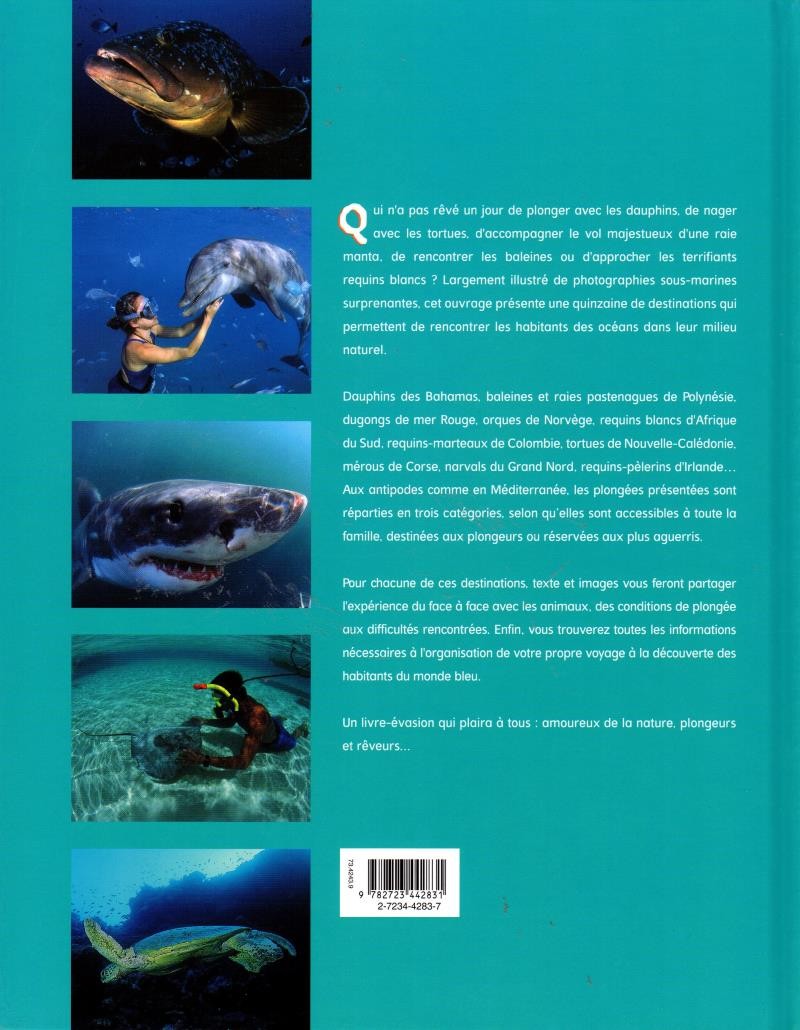 Qui n'a pas rêvé un jour de plonger avec les dauphins, de nager
avec les tortues, d'accompagner le vol majestueux d'une raie
manta, de rencontrer les baleines ou d'approcher les terrifiants
requins blancs ? Largement illustré de photographies sous-marines
surprenantes, cet ouvrage présente une quinzaine de destinations qui
permettent de rencontrer les habitants des océans dans leur milieu
naturel.
Dauphins des Bahamas, baleines et raies pastenagues de Polynésie,
dugongs de mer Rouge, orques de Norvège, requins blancs d'Afrique
du Sud, requins-marteaux de Colombie, tortues de Nouvelle-Calédonie,
mérous de Corse, narvals du Grand Nord, requins-pèlerins d'Irlande...
Aux antipodes comme en Méditerranée, les plongées présentées sont
réparties en trois catégories, selon qu'elles sont accessibles à toute la
famille, destinées aux plongeurs ou réservées aux plus aguerris.
Pour chacune de ces destinations, texte et images vous feront partager
l'expérience du face à face avec les animaux, des conditions de plongée
aux difficultés rencontrées. Enfin, vous trouverez toutes les informations
nécessaires à l'organisation de votre propre voyage à la découverte des
habitants du monde bleu.
Un livre-évasion qui plaira à tous : amoureux de la nature, plongeurs
et rêveurs...
73.4243.9
9 782723 442831
2-7234-4283-7